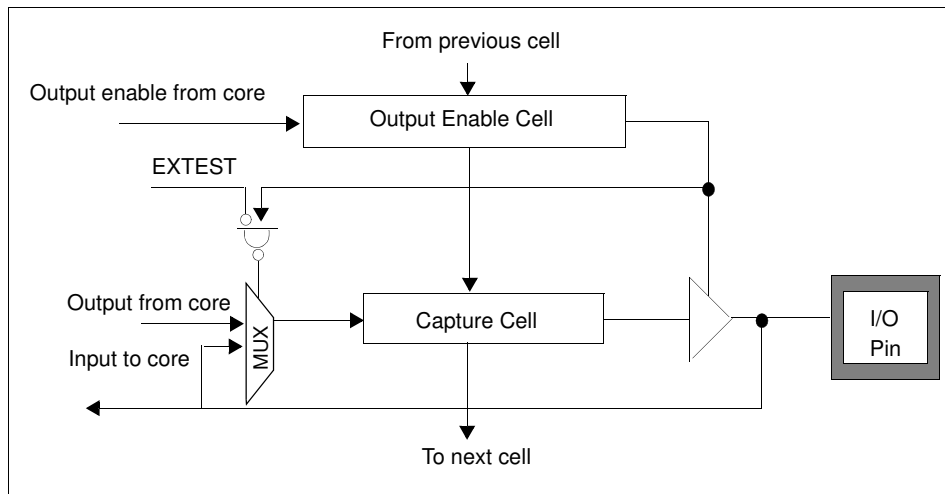 From previous cell
Output enable from core
Output Enable Cell
EXTEST
Output from core
Input to core
MUX
Capture Cell
I/O
Pin
To next cell